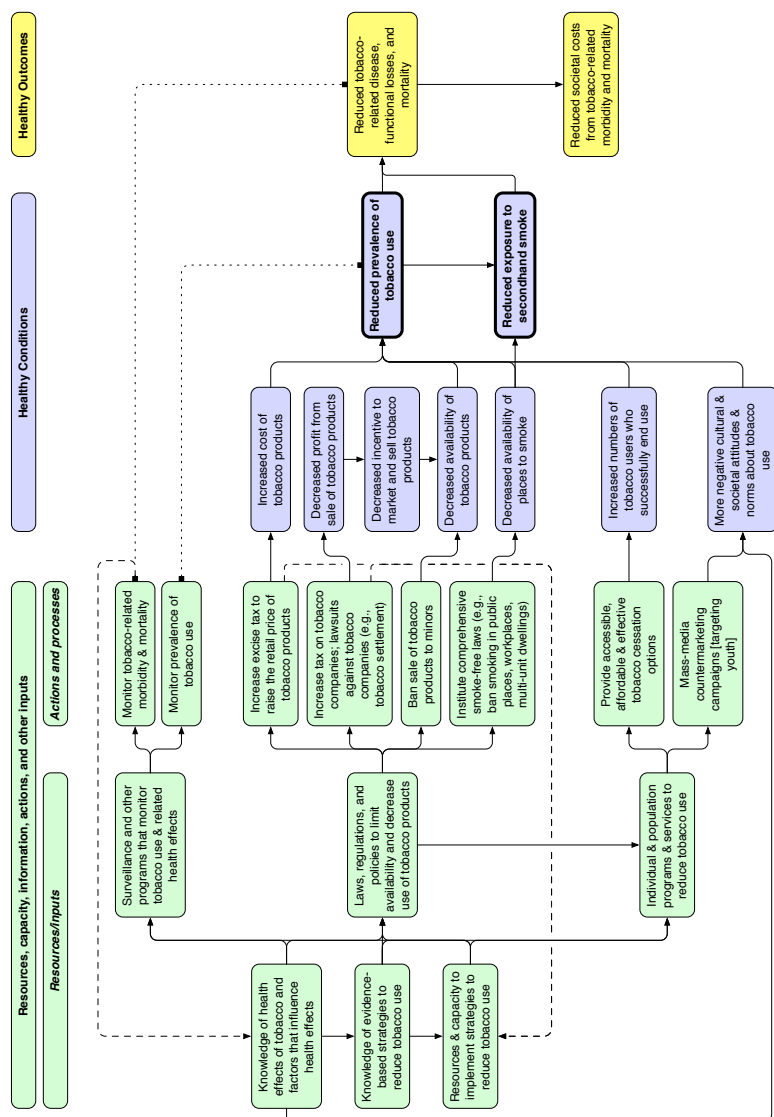 Resources, capacity, information, actions, and other inputs
Healthy Conditions
Healthy Outcomes
Resources/inputs
Actions and processes
Knowledge of health
effects of tobacco and
factors that influence
health effects
Knowledge of evidence-
based strategies to
reduce tobacco use
Resources & capacity to
implement strategies to
reduce tobacco use
Surveillance and other
programs that monitor
tobacco use & related
health effects
Laws, regulations, and
policies to limit
availability and decrease
use of tobacco products
Individual & population
programs & services to
reduce tobacco use
Monitor tobacco-related
morbidity & mortality
Monitor prevalence of
tobacco use
Increase excise tax to
raise the retail price of
tobacco products
Increase tax on tobacco
companies; lawsuits
against tobacco
companies (e.g.,
tobacco settlement)
Ban sale of tobacco
products to minors
Institute comprehensive
smoke-free laws (e.g.,
ban smoking in public
places, workplaces,
multi-unit dwellings)
Provide accessible,
affordable & effective
tobacco cessation
options
Mass-media
countermarketing
campaigns [targeting
youth]
Increased cost of
tobacco products
Decreased profit from
sale of tobacco products
Decreased incentive to
market and sell tobacco
products
Decreased availability of
tobacco products
Decreased availability of
places to smoke
Increased numbers of
tobacco users who
successfully end use
More negative cultural &
societal attitudes &
norms about tobacco
use
Reduced prevalence of
tobacco use
Reduced exposure to
secondhand smoke
Reduced tobacco-
related disease,
functional losses, and
mortality
Reduced societal costs
from tobacco-related
morbidity and mortality